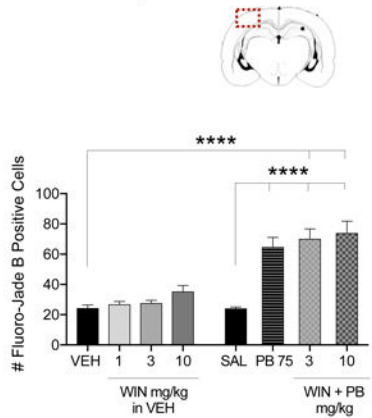 ****
****
100
80
60
40
20
0
# Fluoro-Jade B Positive Cells
VEH 1 3 10 SAL PB 75 3 10
WIN mg/kg WIN + PB
in VEH mg/kg